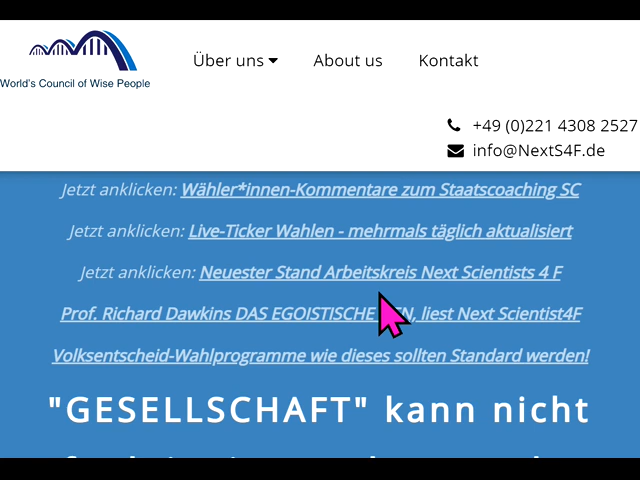 World's Council of Wise People
Über uns
About us
Kontakt
+49 (0)221 4308 2527
info@NextS4F.de
Jetzt anklicken: Wähler*innen-Kommentare zum Staatscoaching SC
Jetzt anklicken: Live-Ticker Wahlen - mehrmals täglich aktualisiert
Jetzt anklicken: Neuester Stand Arbeitskreis Next Scientists 4 F
Prof. Richard Dawkins DAS EGOISTISCHE liest Next Scientist4F
Volksentscheid-Wahlprogramme wie dieses sollten Standard werden!
"GESELLSCHAFT" kann nicht